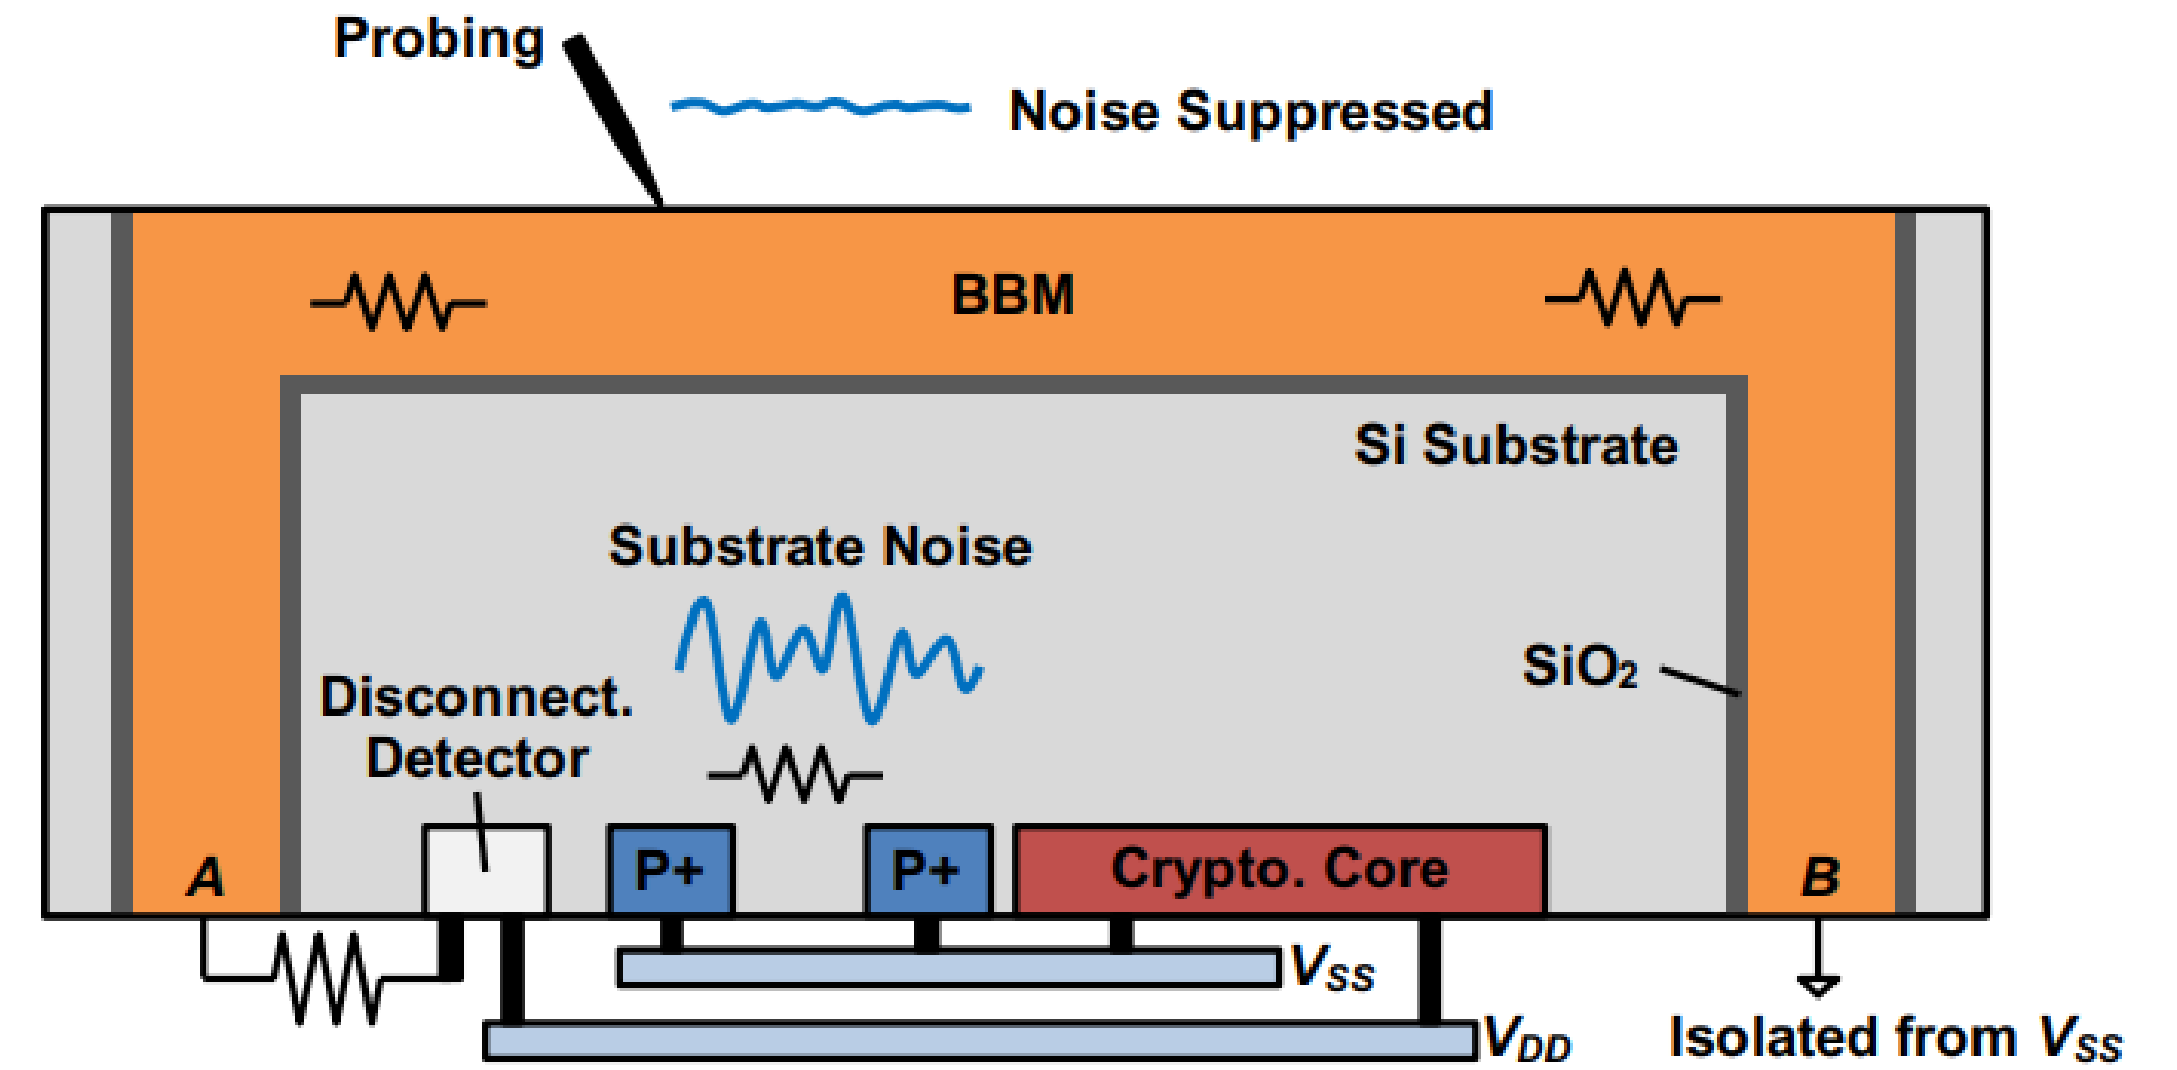 Probing
Noise Suppressed
BBM
Si Substrate
Substrate Noise
SiO₂
Disconnect.
Detector
A
P+
P+
Crypto. Core
B
VSS
VDD
Isolated from VSS